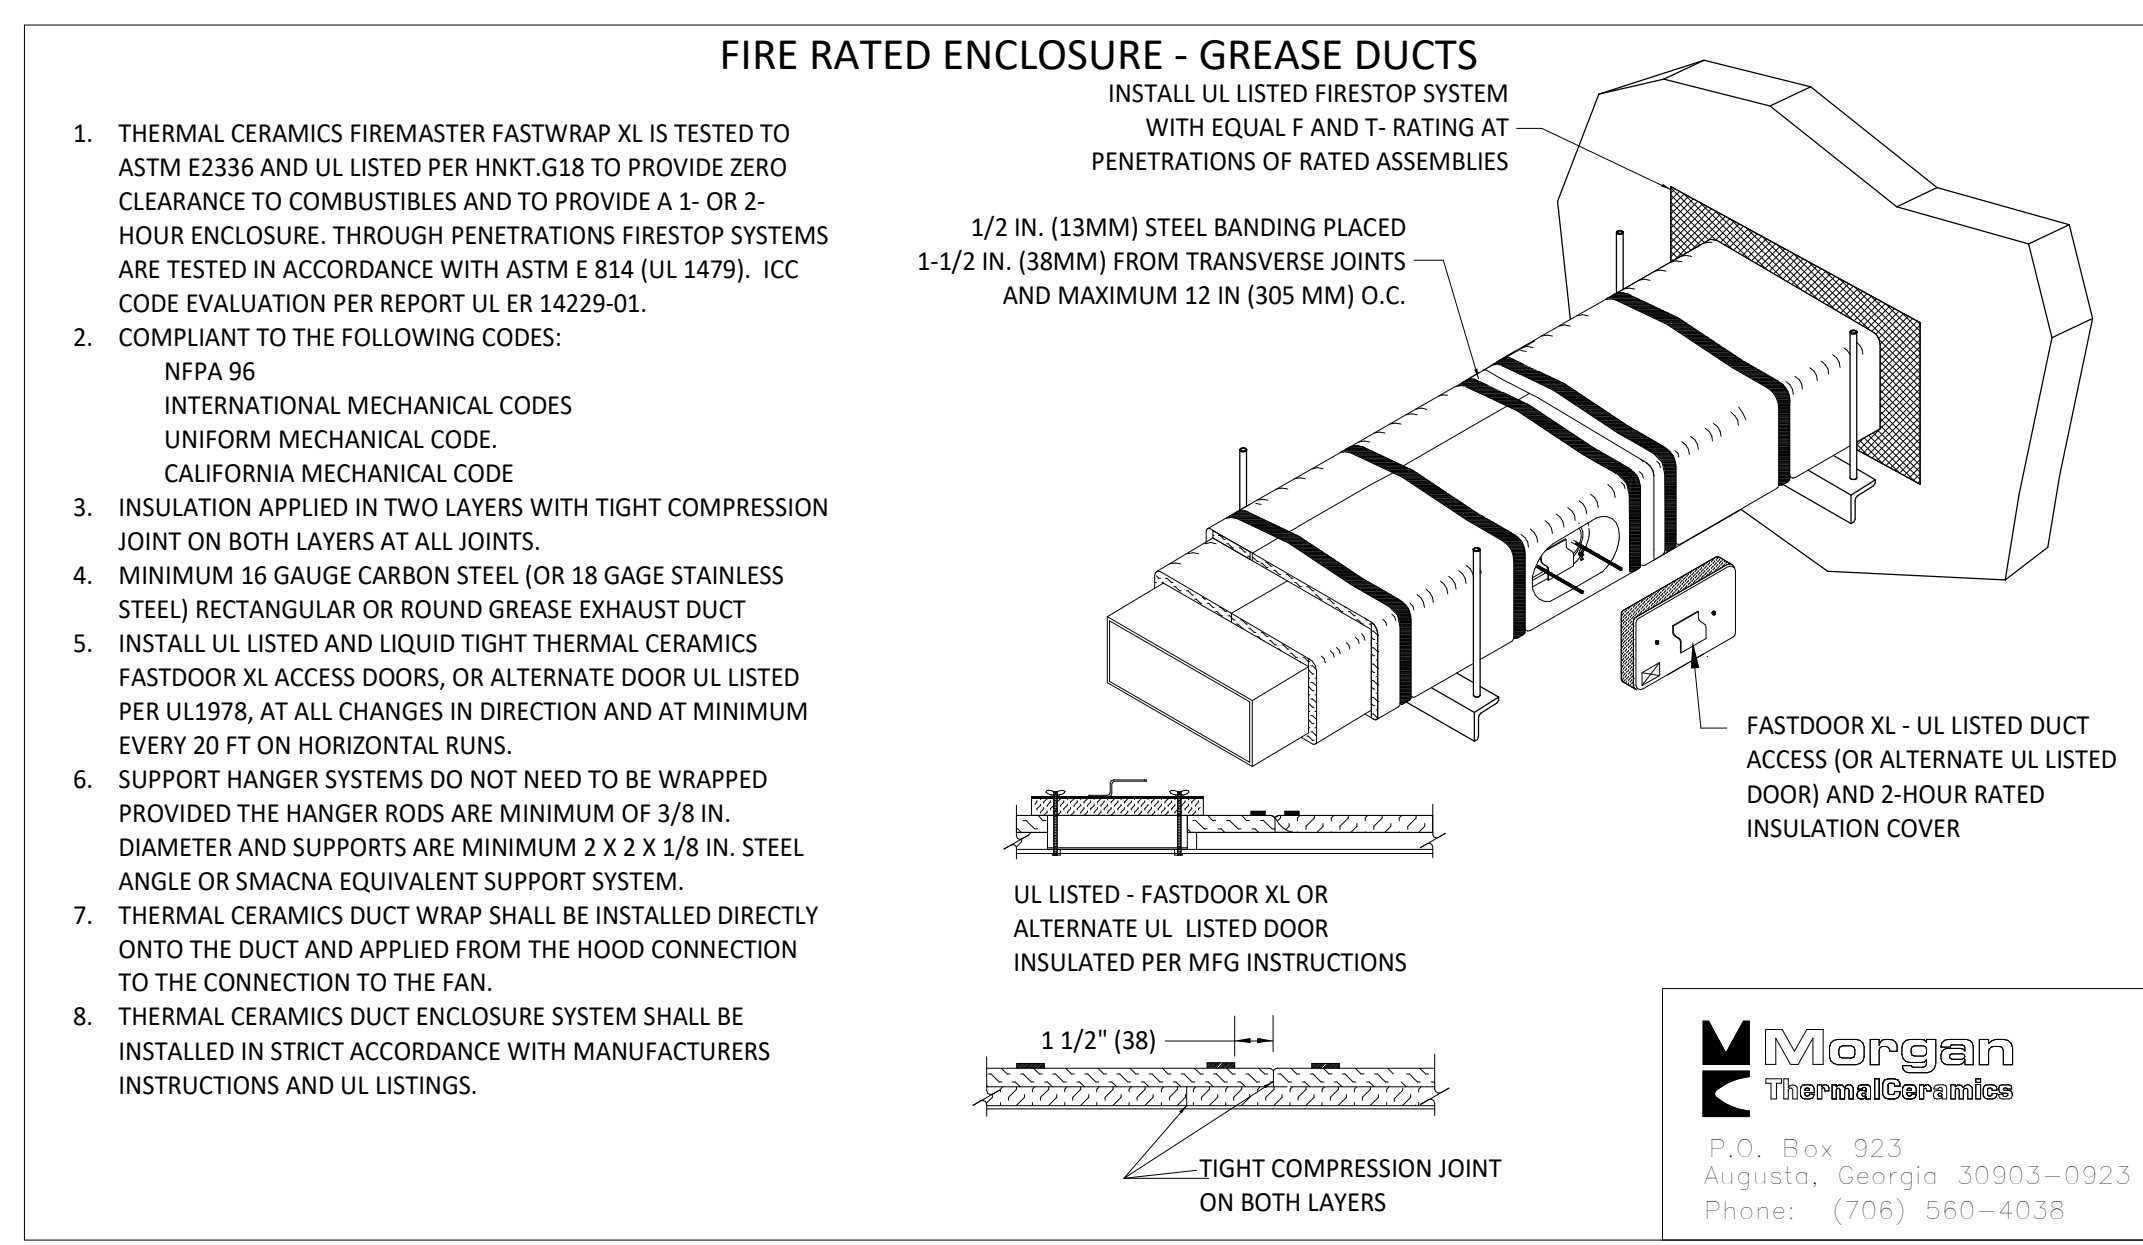 FIRE RATED ENCLOSURE - GREASE DUCTS
1. THERMAL CERAMICS FIREMASTER FASTWRAP XL IS TESTED TO
ASTM E2336 AND UL LISTED PER HNKT.G18 TO PROVIDE ZERO
CLEARANCE TO COMBUSTIBLES AND TO PROVIDE A 1- OR 2-
HOUR ENCLOSURE. THROUGH PENETRATIONS FIRESTOP SYSTEMS
ARE TESTED IN ACCORDANCE WITH ASTM E 814 (UL 1479).  ICC
CODE EVALUATION PER REPORT UL ER 14229-01.
2. COMPLIANT TO THE FOLLOWING CODES:
NFPA 96
INTERNATIONAL MECHANICAL CODES
UNIFORM MECHANICAL CODE.
CALIFORNIA MECHANICAL CODE
3. INSULATION APPLIED IN TWO LAYERS WITH TIGHT COMPRESSION
JOINT ON BOTH LAYERS AT ALL JOINTS.
4. MINIMUM 16 GAUGE CARBON STEEL (OR 18 GAGE STAINLESS
STEEL) RECTANGULAR OR ROUND GREASE EXHAUST DUCT
5. INSTALL UL LISTED AND LIQUID TIGHT THERMAL CERAMICS
FASTDOOR XL ACCESS DOORS, OR ALTERNATE DOOR UL LISTED
PER UL1978, AT ALL CHANGES IN DIRECTION AND AT MINIMUM
EVERY 20 FT ON HORIZONTAL RUNS.
6. SUPPORT HANGER SYSTEMS DO NOT NEED TO BE WRAPPED
PROVIDED THE HANGER RODS ARE MINIMUM OF 3/8 IN.
DIAMETER AND SUPPORTS ARE MINIMUM 2 X 2 X 1/8 IN. STEEL
ANGLE OR SMACNA EQUIVALENT SUPPORT SYSTEM.
7. THERMAL CERAMICS DUCT WRAP SHALL BE INSTALLED DIRECTLY
ONTO THE DUCT AND APPLIED FROM THE HOOD CONNECTION
TO THE CONNECTION TO THE FAN.
8. THERMAL CERAMICS DUCT ENCLOSURE SYSTEM SHALL BE
INSTALLED IN STRICT ACCORDANCE WITH MANUFACTURERS
INSTRUCTIONS AND UL LISTINGS.
INSTALL UL LISTED FIRESTOP SYSTEM
WITH EQUAL F AND T- RATING AT
PENETRATIONS OF RATED ASSEMBLIES
1/2 IN. (13MM) STEEL BANDING PLACED
1-1/2 IN. (38MM) FROM TRANSVERSE JOINTS
AND MAXIMUM 12 IN (305 MM) O.C.
FASTDOOR XL - UL LISTED DUCT
ACCESS (OR ALTERNATE UL LISTED
DOOR) AND 2-HOUR RATED
INSULATION COVER
UL LISTED - FASTDOOR XL OR
ALTERNATE UL  LISTED DOOR
INSULATED PER MFG INSTRUCTIONS
1 1/2" (38)
TIGHT COMPRESSION JOINT
ON BOTH LAYERS
Morgan
ThermalCeramics
P.O. Box 923
Augusta, Georgia 30903-0923
Phone: (706) 560-4038